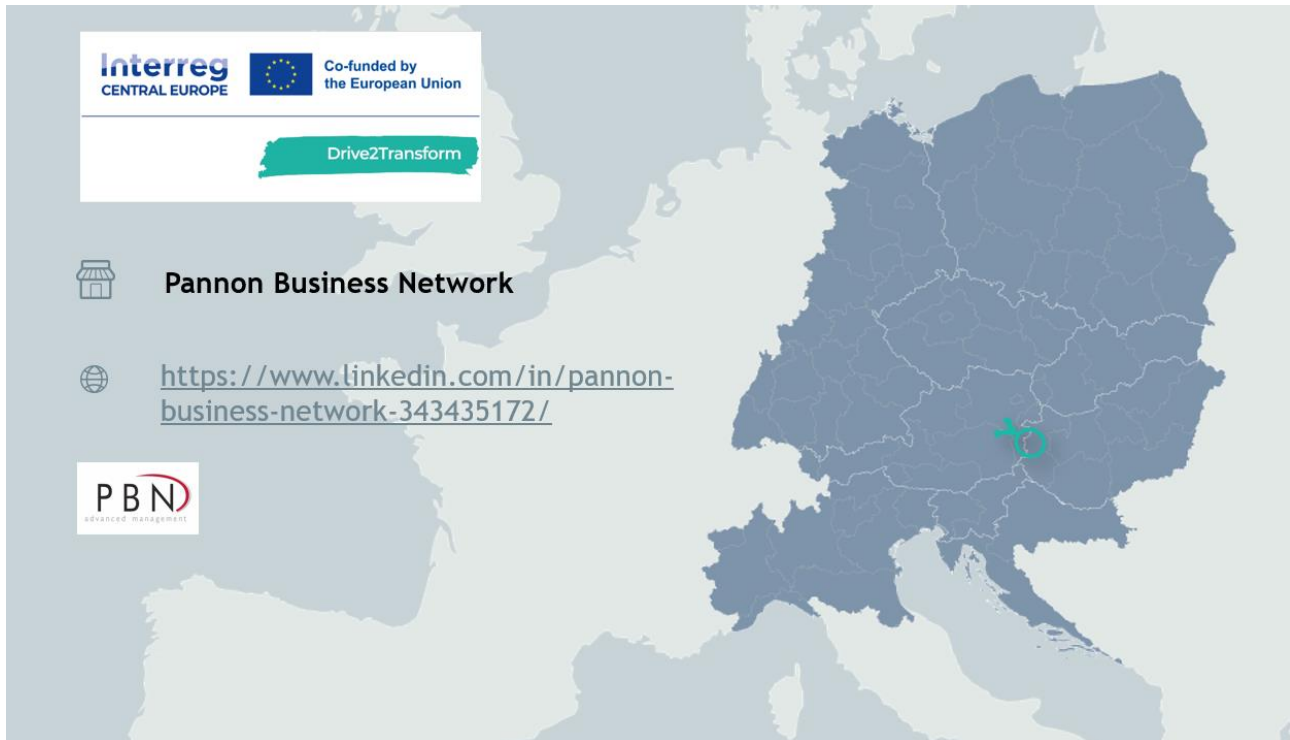 Interreg
CENTRAL EUROPE
Co-funded by
the European Union
Drive2Transform
Pannon Business Network
https://www.linkedin.com/in/pannon-
business-network-343435172/
PBN
advanced management